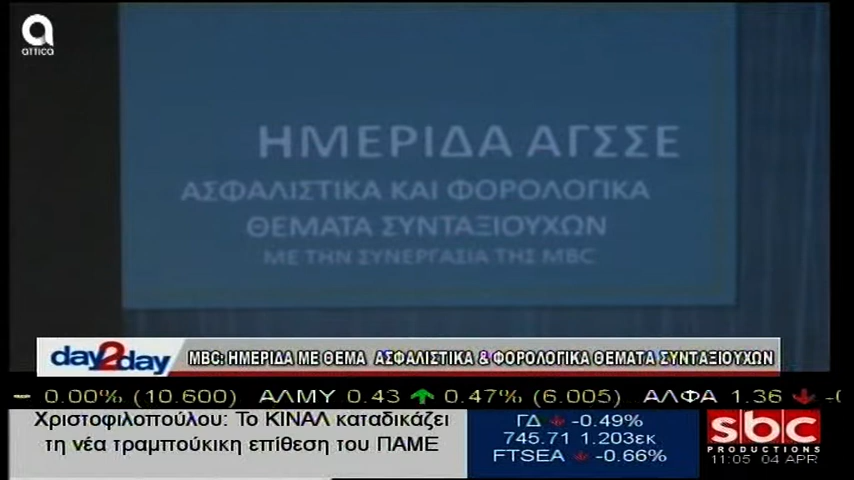 αττιca
ΗΜΕΡΙΔΑ ΑΓΣΣΕ
ΑΣΦΑΛΙΣΤΙΚΑ ΚΑΙ ΦΟΡΟΛΟΓΙΚΑ
ΘΕΜΑΤΑ ΣΥΝΤΑΞΙΟΥΧΩΝ
ΜΕ ΤΗΝ ΣΥΝΕΡΓΑΣΙΑ ΤΗΣ MBC
day2day MBC: ΗΜΕΡΙΔΑ ΜΕ ΘΕΜΑ ΑΣΦΑΛΙΣΤΙΚΑ & ΦΟΡΟΛΟΓΙΚΑ ΘΕΜΑΤΑ ΣΥΝΤΑΞΙΟΥΧΩΝ
0.00% (10.600) ΑΛΜΥ 0.43 0.47% (6.005) ΑΛΦΑ 1.36
Χριστοφιλοπούλου: Το ΚΙΝΑΛ καταδικάζει
τη νέα τραμπούκικη επίθεση του ΠΑΜΕ
ΓΔ -0.49%
745.71 1.203εκ
FTSEA -0.66%
sbc
PRODUCTIONS
11:05 04 APR